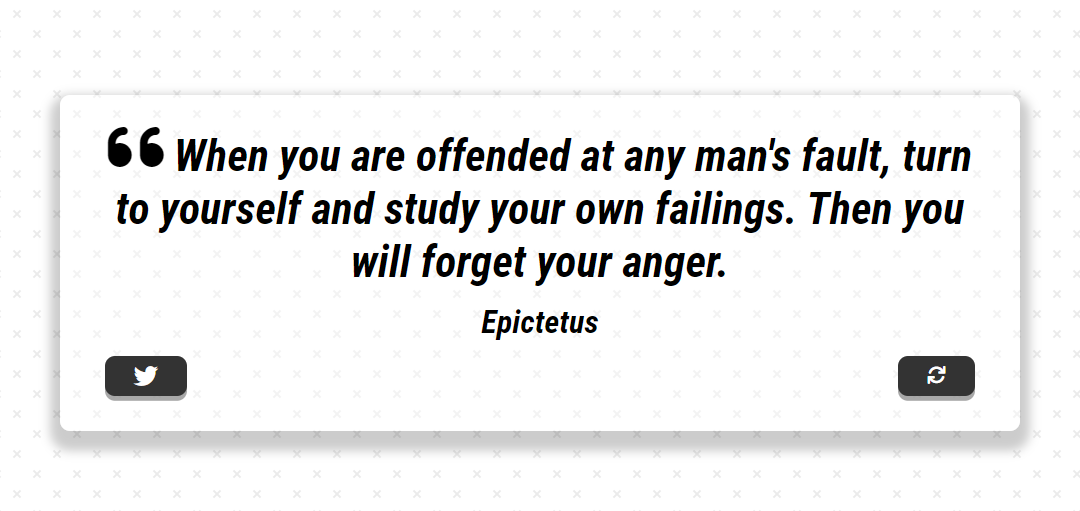 “ When you are offended at any man's fault, turn
to yourself and study your own failings. Then you
will forget your anger.
Epictetus